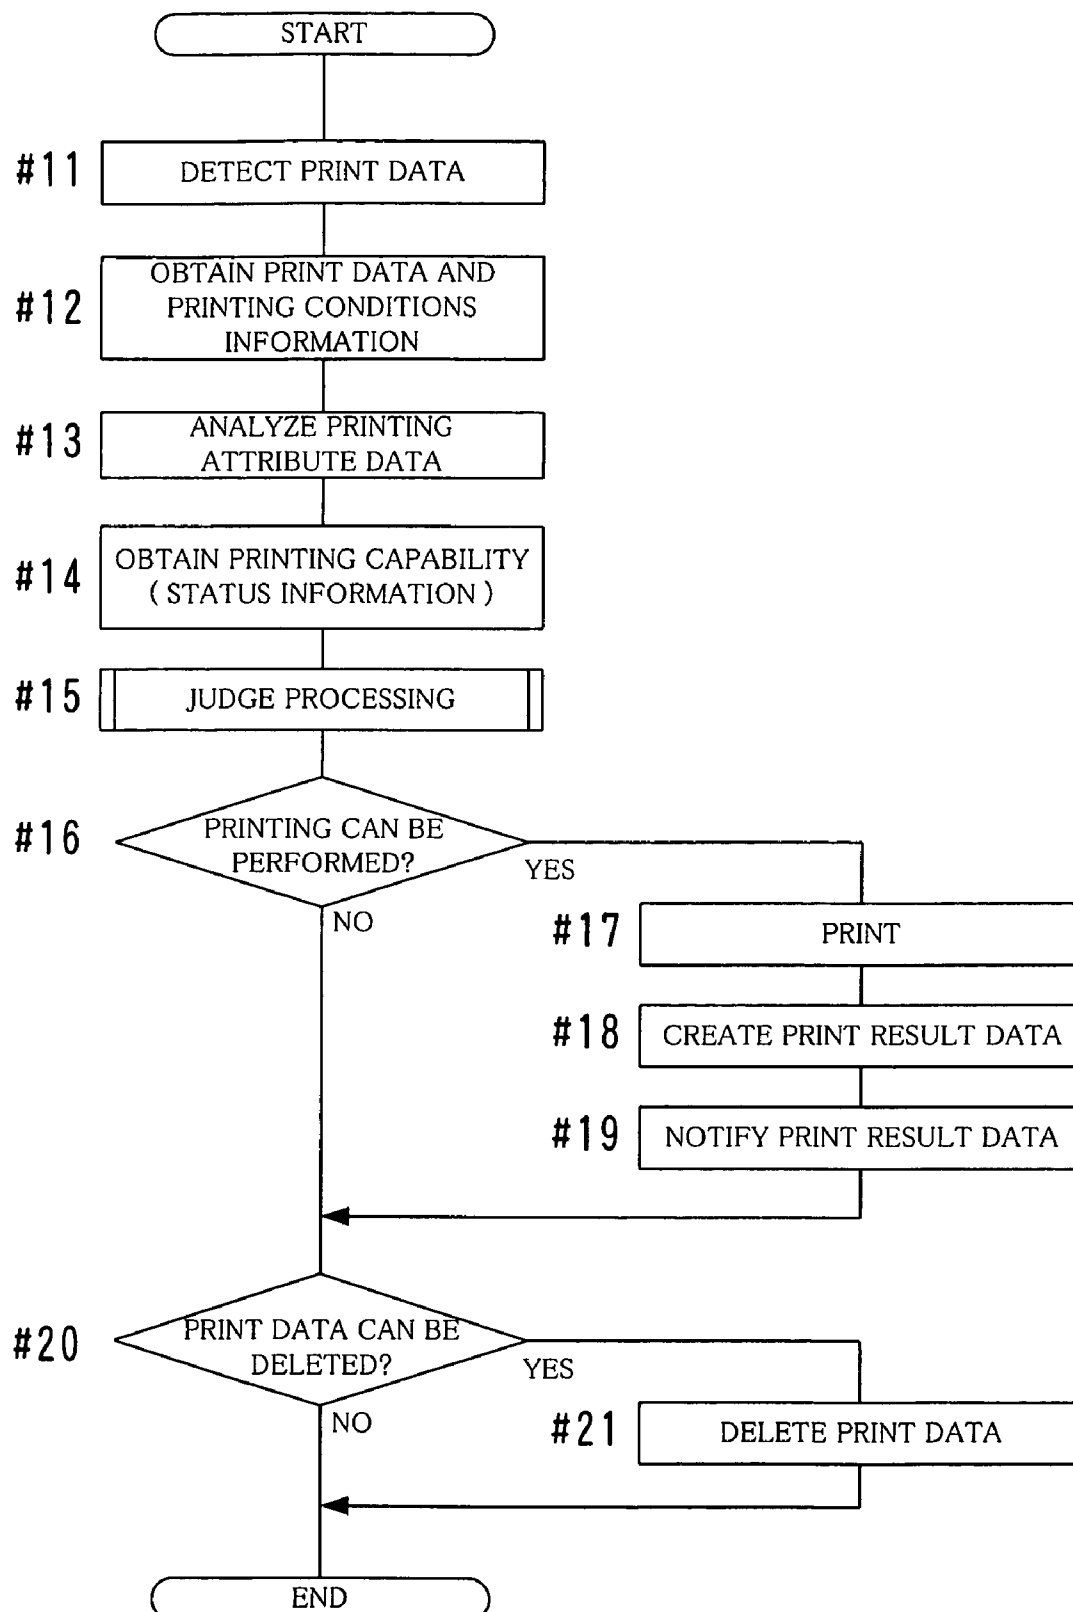 START
#11
DETECT PRINT DATA
#12
OBTAIN PRINT DATA AND
PRINTING CONDITIONS
INFORMATION
#13
ANALYZE PRINTING
ATTRIBUTE DATA
#14
OBTAIN PRINTING CAPABILITY
( STATUS INFORMATION )
#15
JUDGE PROCESSING
#16
PRINTING CAN BE
PERFORMED?
YES
NO
#17
PRINT
#18
CREATE PRINT RESULT DATA
#19
NOTIFY PRINT RESULT DATA
#20
PRINT DATA CAN BE
DELETED?
YES
NO
#21
DELETE PRINT DATA
END